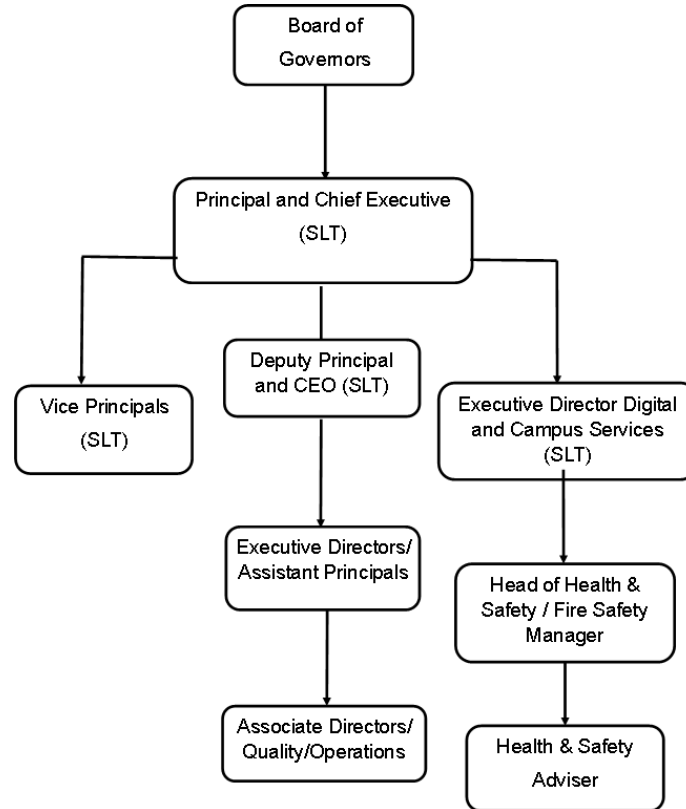 Board of
Governors
Principal and Chief Executive
(SLT)
Deputy Principal
and CEO (SLT)
Vice Principals
(SLT)
Executive Director Digital
and Campus Services
(SLT)
Executive Directors/
Assistant Principals
Head of Health &
Safety / Fire Safety
Manager
Associate Directors/
Quality/Operations
Health & Safety
Adviser